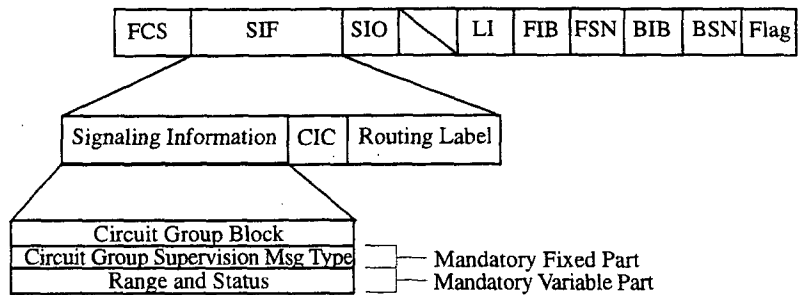 FCS SIF SIO LI FIB FSN BIB BSN Flag
Signaling Information CIC Routing Label
Circuit Group Block
Circuit Group Supervision Msg Type
Mandatory Fixed Part
Range and Status
Mandatory Variable Part